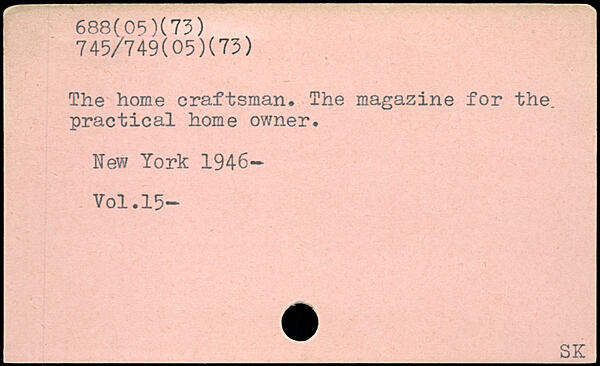 688(05)(73)
745/749(05)(73)
The home craftsman. The magazine for the
practical home owner.
New York 1946-
Vol.15-
SK